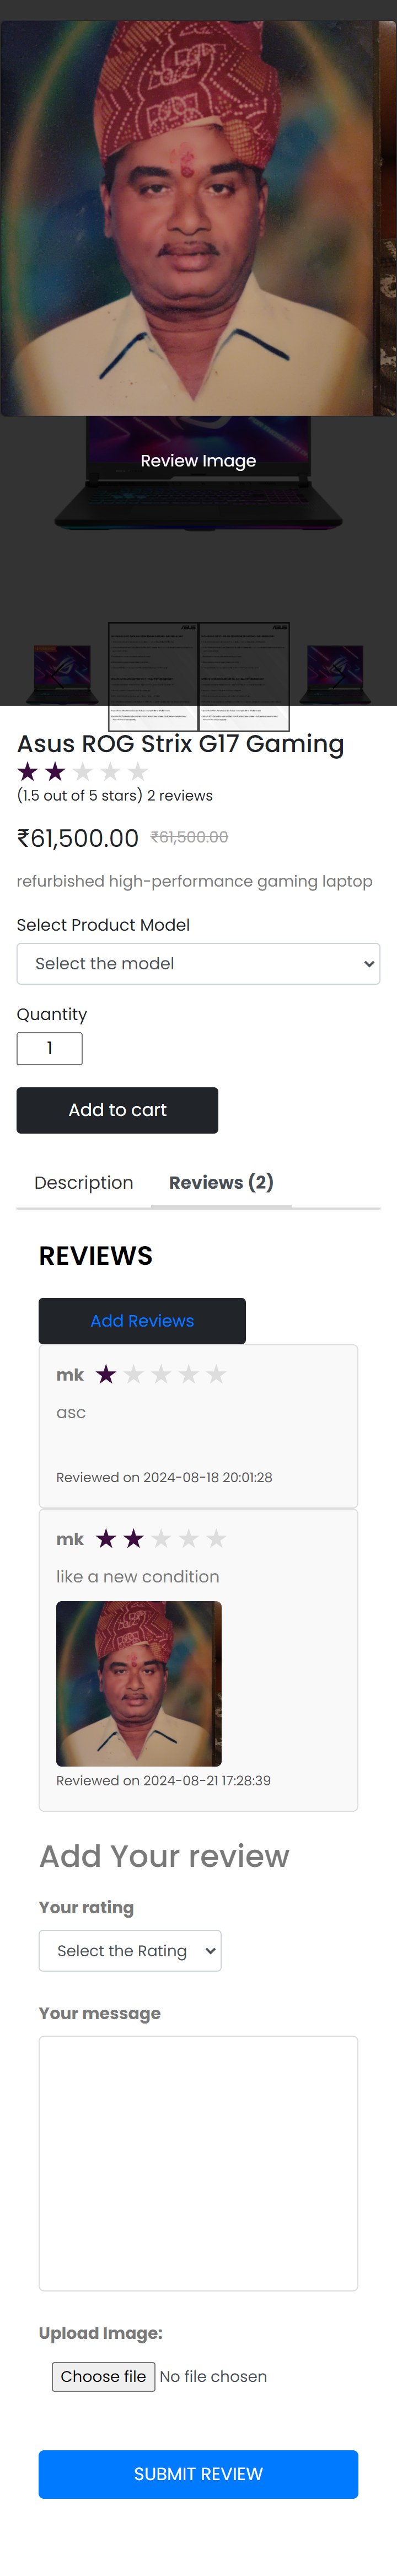 Review Image
Asus ROG Strix G17 Gaming
(1.5 out of 5 stars) 2 reviews
₹61,500.00 ₹61,500.00
refurbished high-performance gaming laptop
Select Product Model
Select the model
Quantity
1
Add to cart
Description Reviews (2)
REVIEWS
Add Reviews
mk
asc
Reviewed on 2024-08-18 20:01:28
mk
like a new condition
Reviewed on 2024-08-21 17:28:39
Add Your review
Your rating
Select the Rating
Your message
Upload Image:
Choose file No file chosen
SUBMIT REVIEW